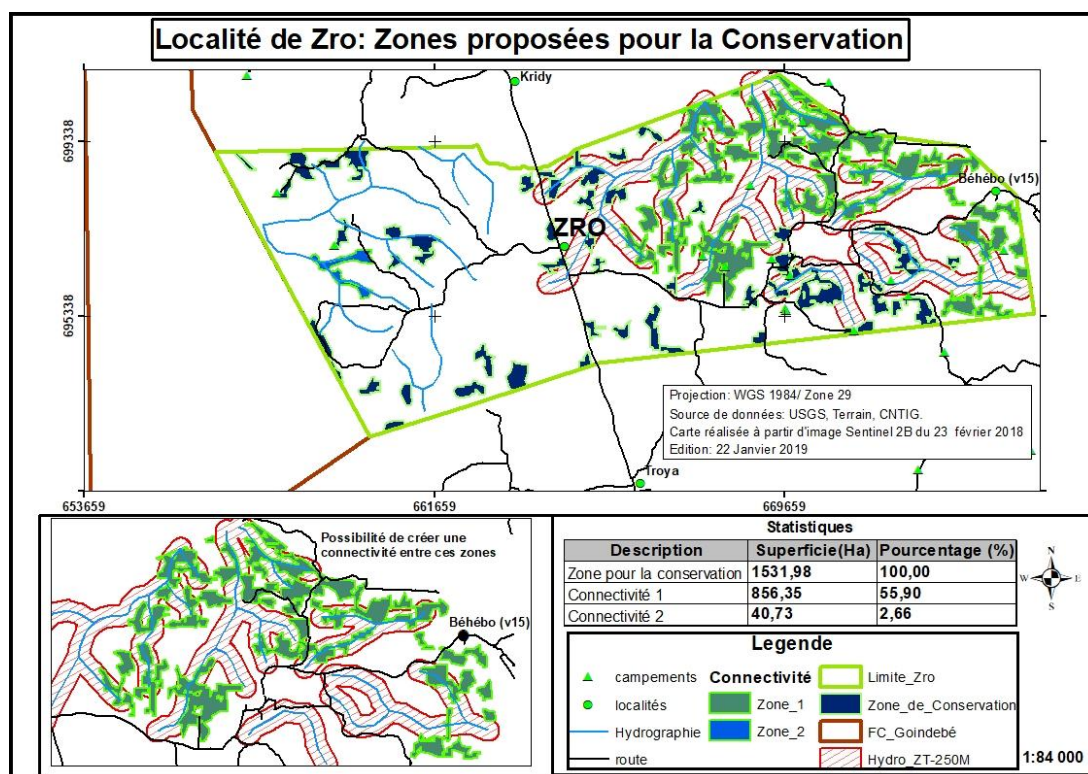 Localité de Zro: Zones proposées pour la Conservation
Kridy
699338
Béhébo (v15)
ZRO
695338
Projection: WGS 1984/ Zone 29
Source de données: USGS, Terrain, CNTIG.
Carte réalisée à partir d'image Sentinel 2B du 23 février 2018
Edition: 22 Janvier 2019
Troya
653659 661659 669659
Possibilité de créer une
connectivité entre ces zones
Béhébo (v15)
Statistiques
Description Superficie(Ha) Pourcentage (%)
Zone pour la conservation 1531,98 100,00
Connectivité 1 856,35 55,90
Connectivité 2 40,73 2,66
N
W E
S
Legende
campements Connectivité Limite_Zro
localités Zone_1 Zone_de_Conservation
Hydrographie Zone_2 FC_Goindebé
route Hydro_ZT-250M 1:84 000